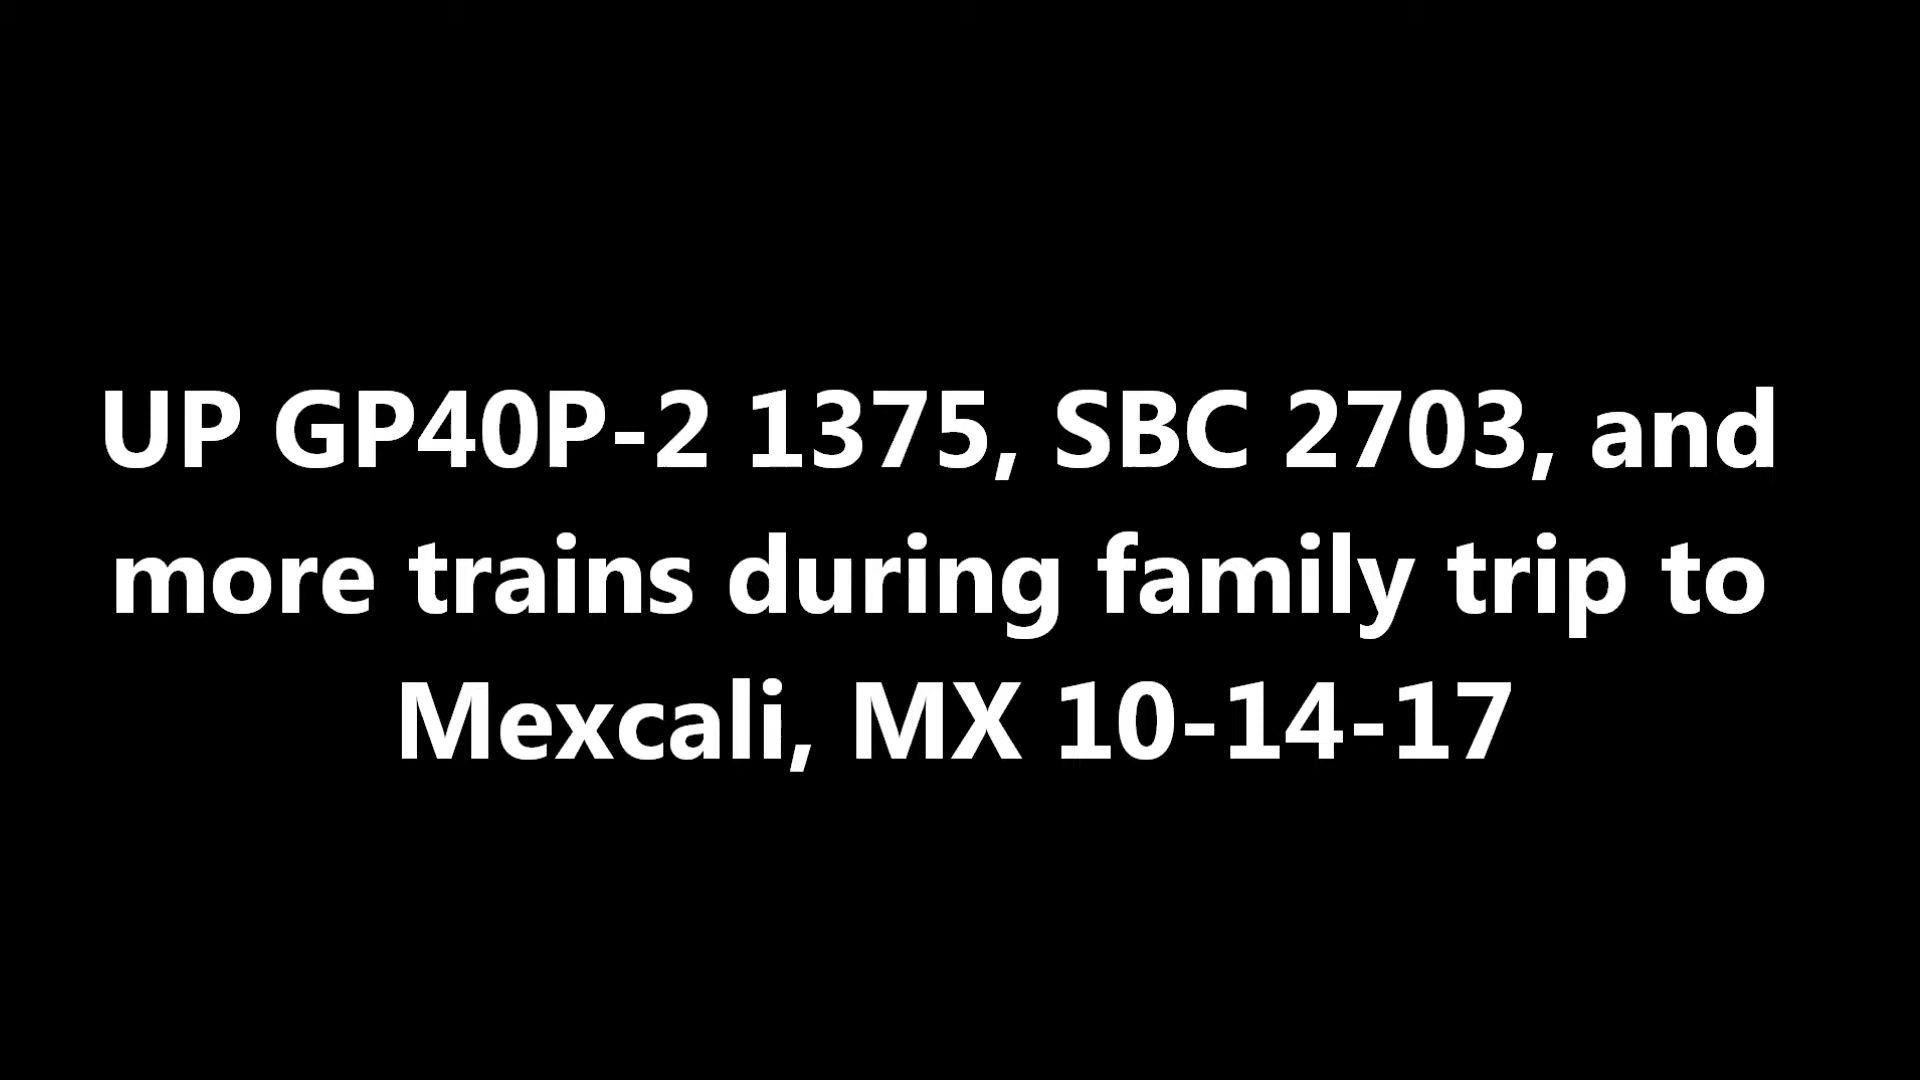 UP GP40P-2 1375, SBC 2703, and
more trains during family trip to
Mexcali, MX 10-14-17